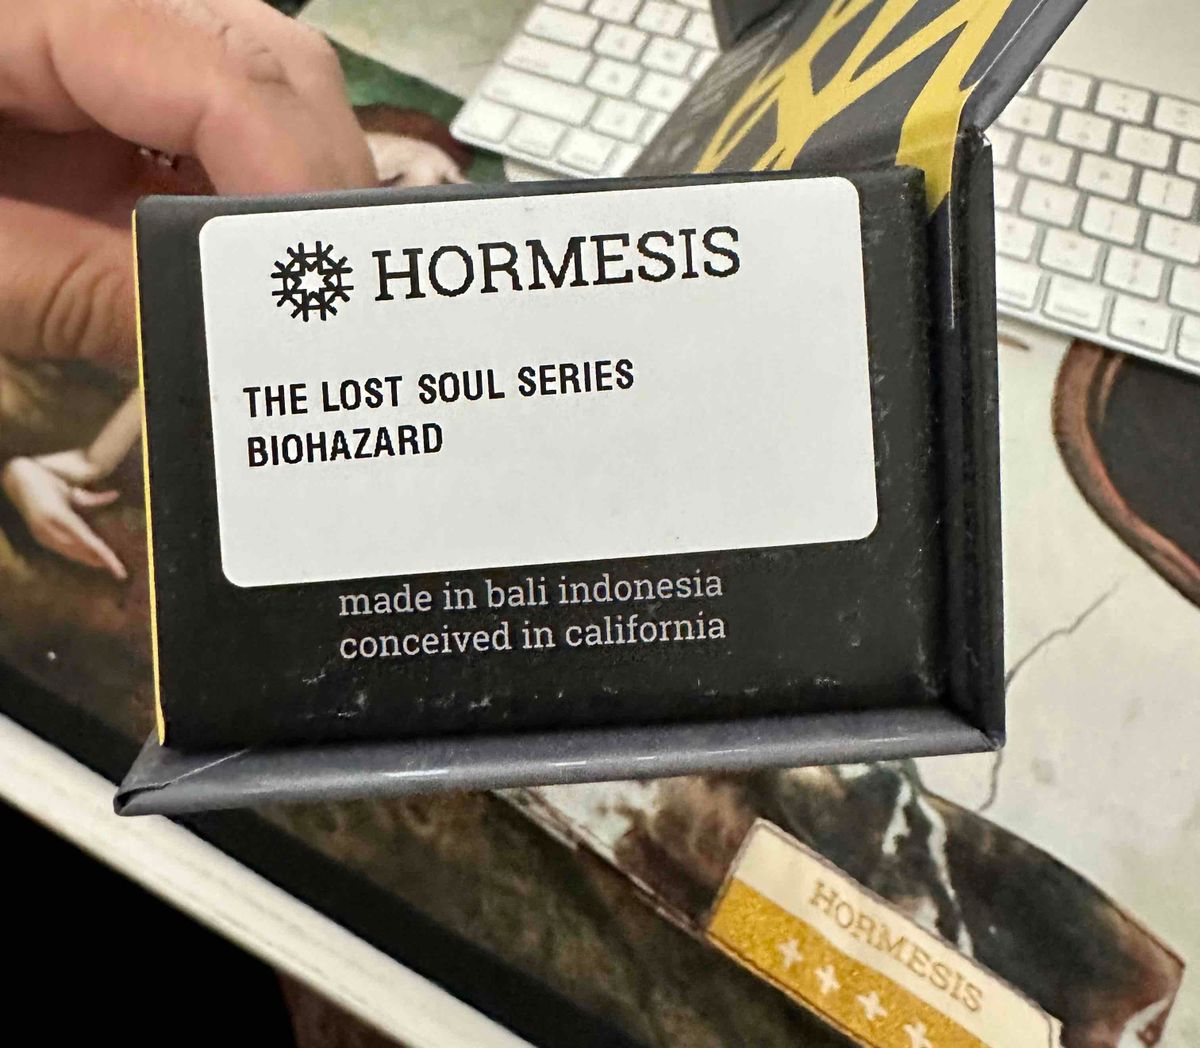 HORMESIS
THE LOST SOUL SERIES
BIOHAZARD
made in bali indonesia
conceived in california
HORMESIS